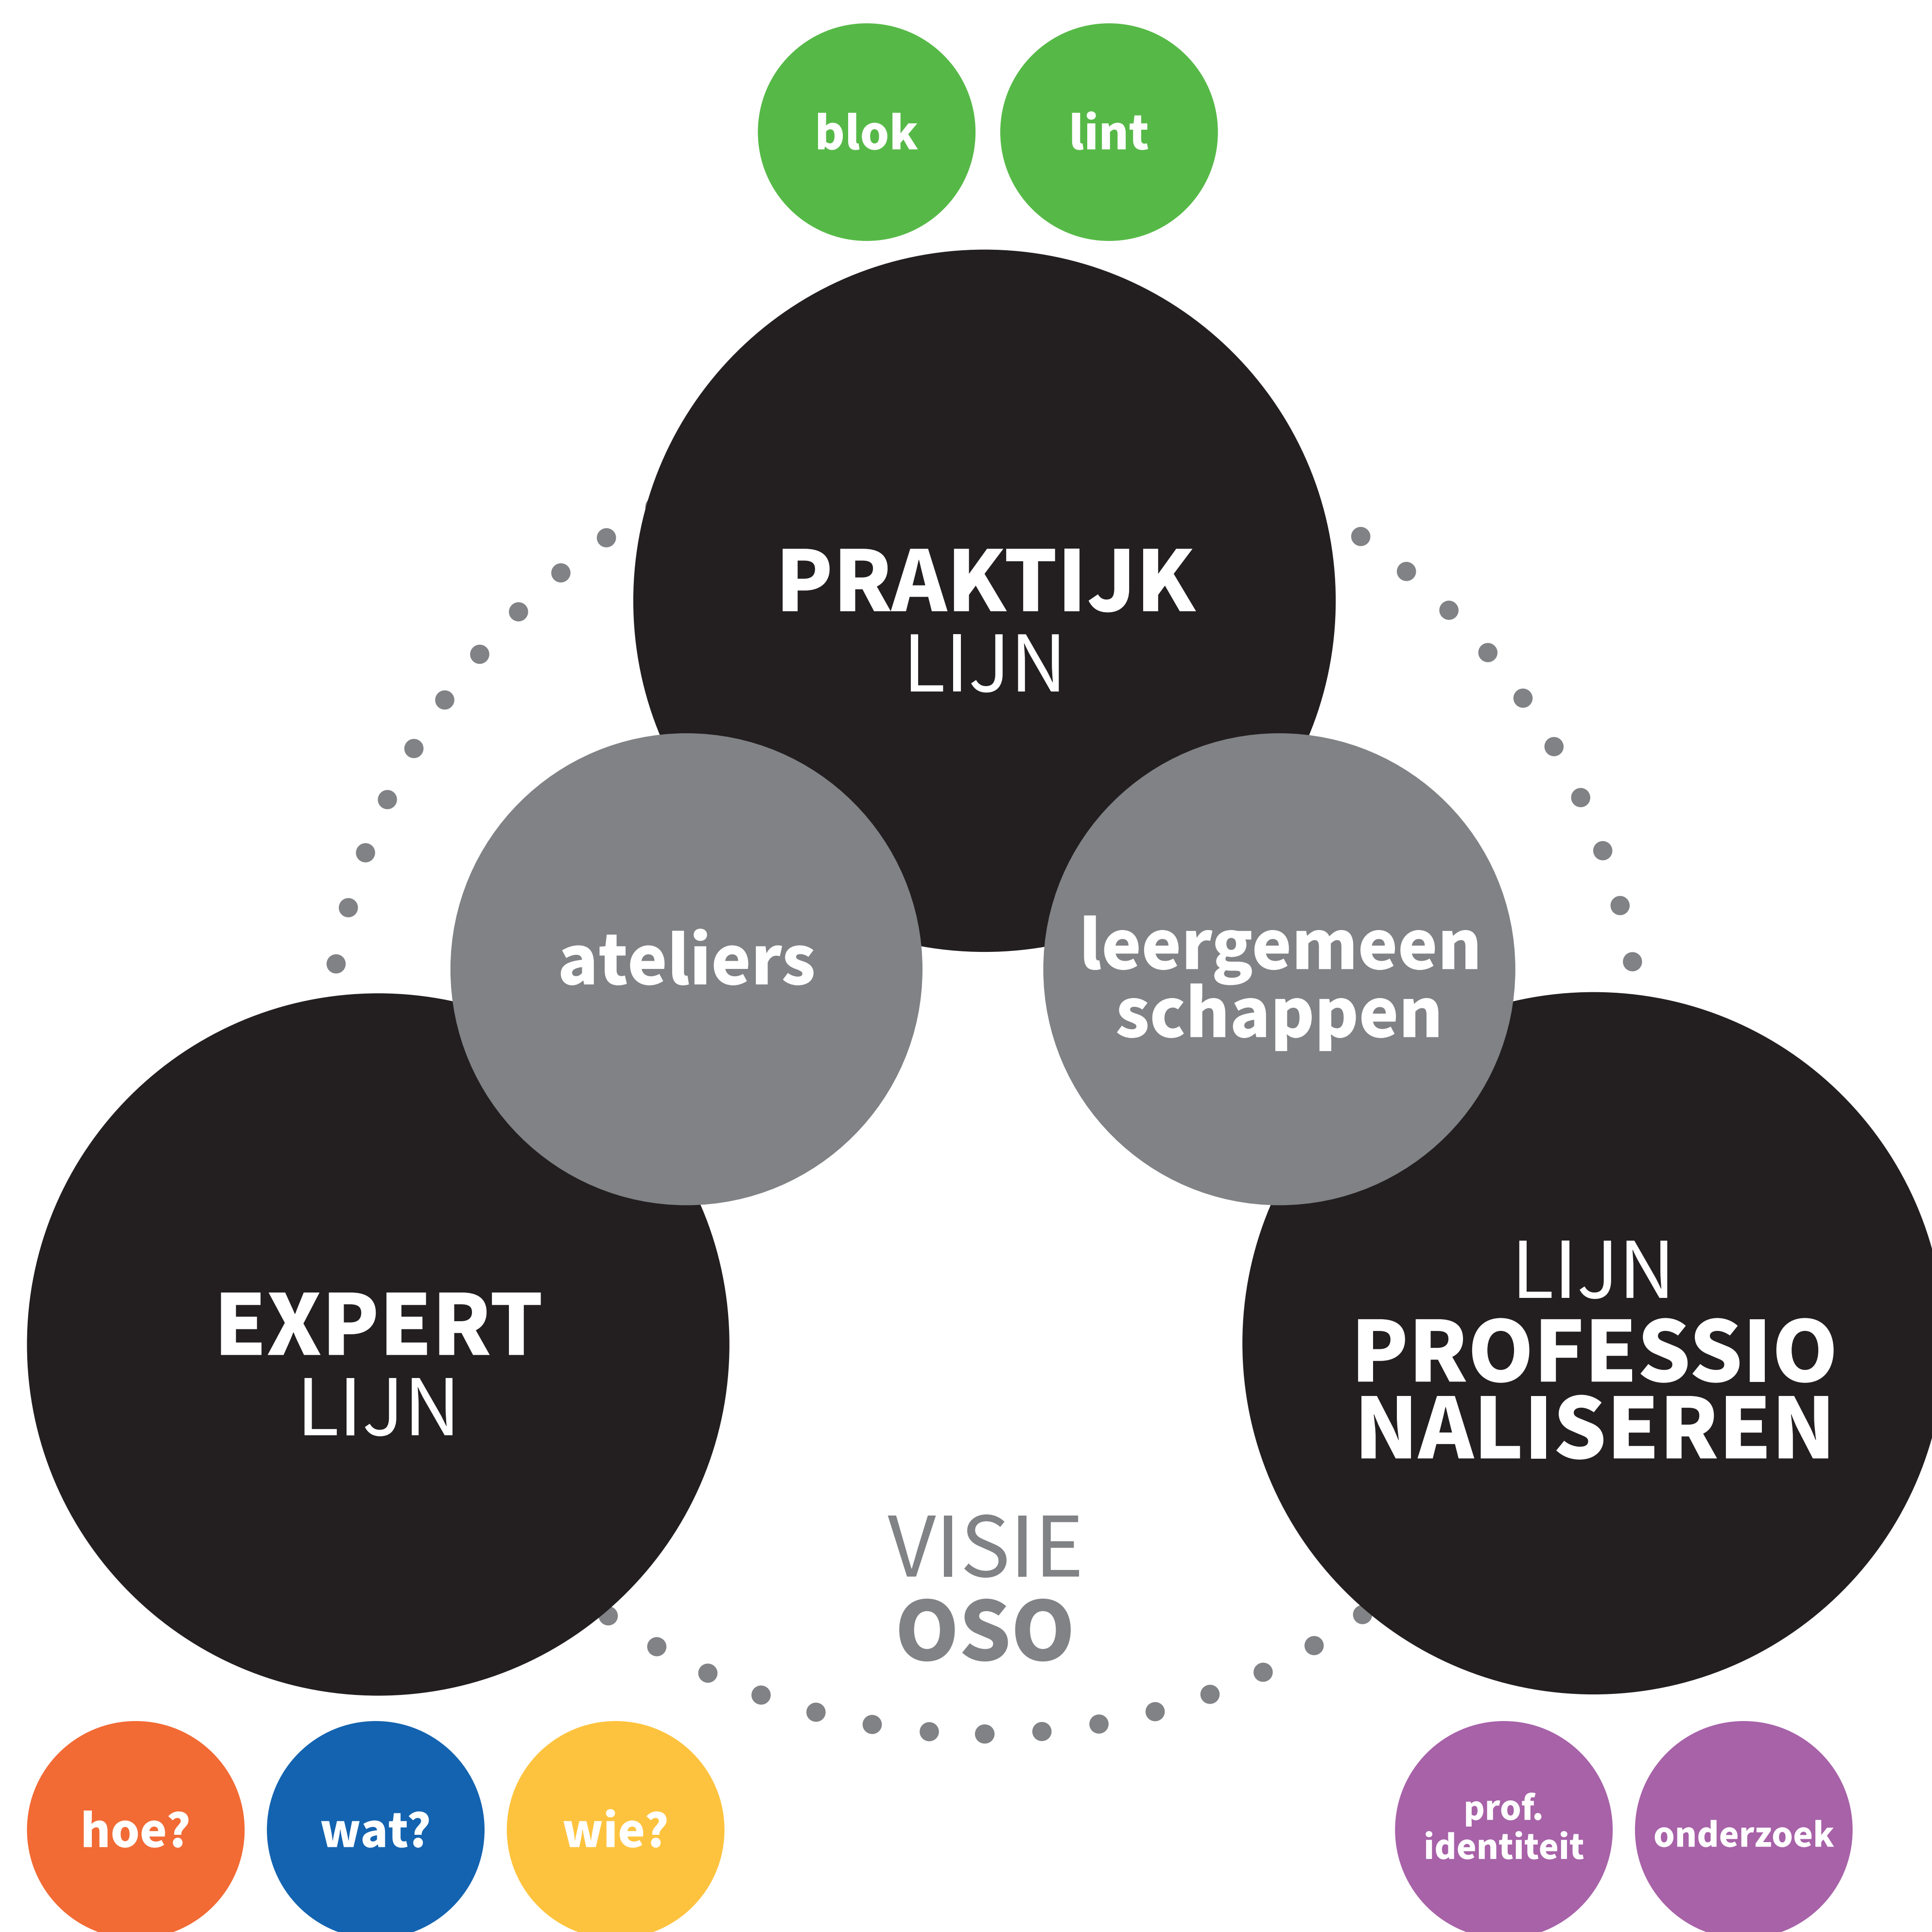 blok
lint
PRAKTIJK
LIJN
ateliers
leergemeen
schappen
EXPERT
LIJN
LIJN
PROFESSIO
NALISEREN
VISIE
OSO
hoe?
wat?
wie?
prof.
identiteit
onderzoek